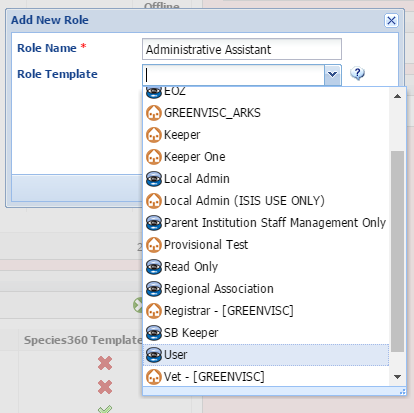 Offline
Add New Role
Role Name *
Administrative Assistant
Role Template
EOZ
GREENVISC_ARKS
Keeper
Keeper One
Local Admin
Local Admin (ISIS USE ONLY)
Parent Institution Staff Management Only
Provisional Test
Read Only
Regional Association
Registrar - [GREENVISC]
SB Keeper
User
Vet - [GREENVISC]
2
Species360 Template